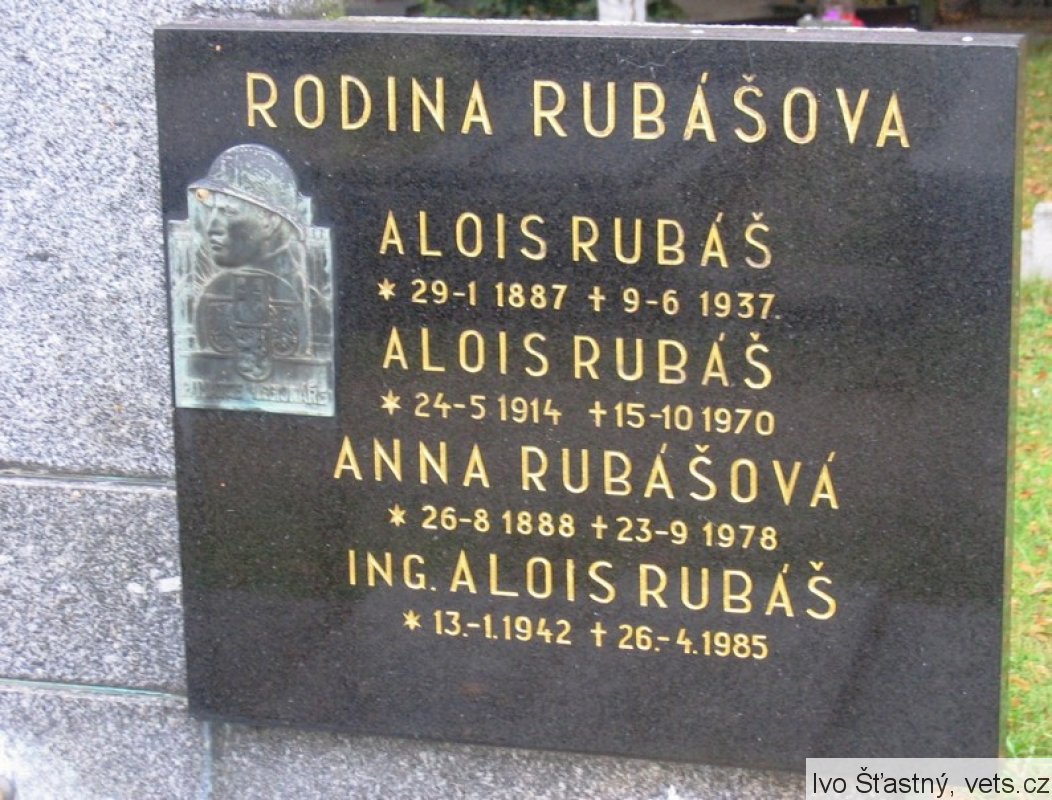 RODINA RUBÁŠOVA
ALOIS RUBÁŠ
* 29-1 1887 † 9-6 1937.
ALOIS RUBÁŠ
* 24-5 1914 † 15-10 1970
ANNA RUBÁŠOVÁ
* 26-8 1888 † 23-9 1978
ING. ALOIS RUBÁŠ
* 13.-1.1942 † 26.-4.1985
Ivo Šťastný, vets.cz